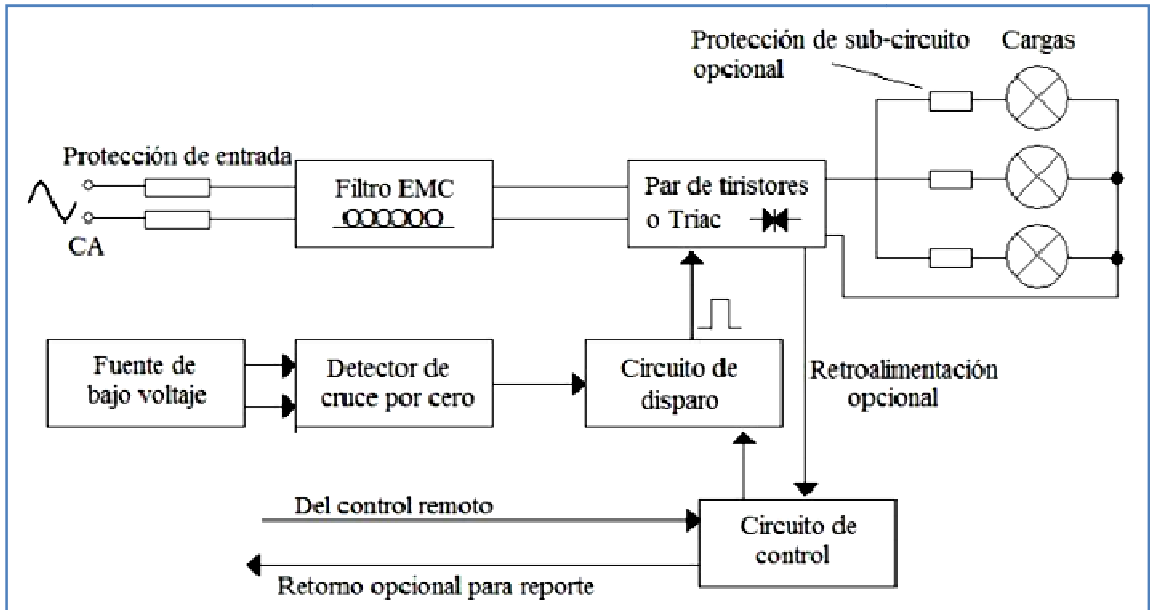 Protección de sub-circuito
opcional
Cargas
Protección de entrada
CA
Filtro EMC
Par de tiristores
o Triac
Fuente de
bajo voltaje
Detector de
cruce por cero
Circuito de
disparo
Retroalimentación
opcional
Del control remoto
Circuito de
control
Retorno opcional para reporte